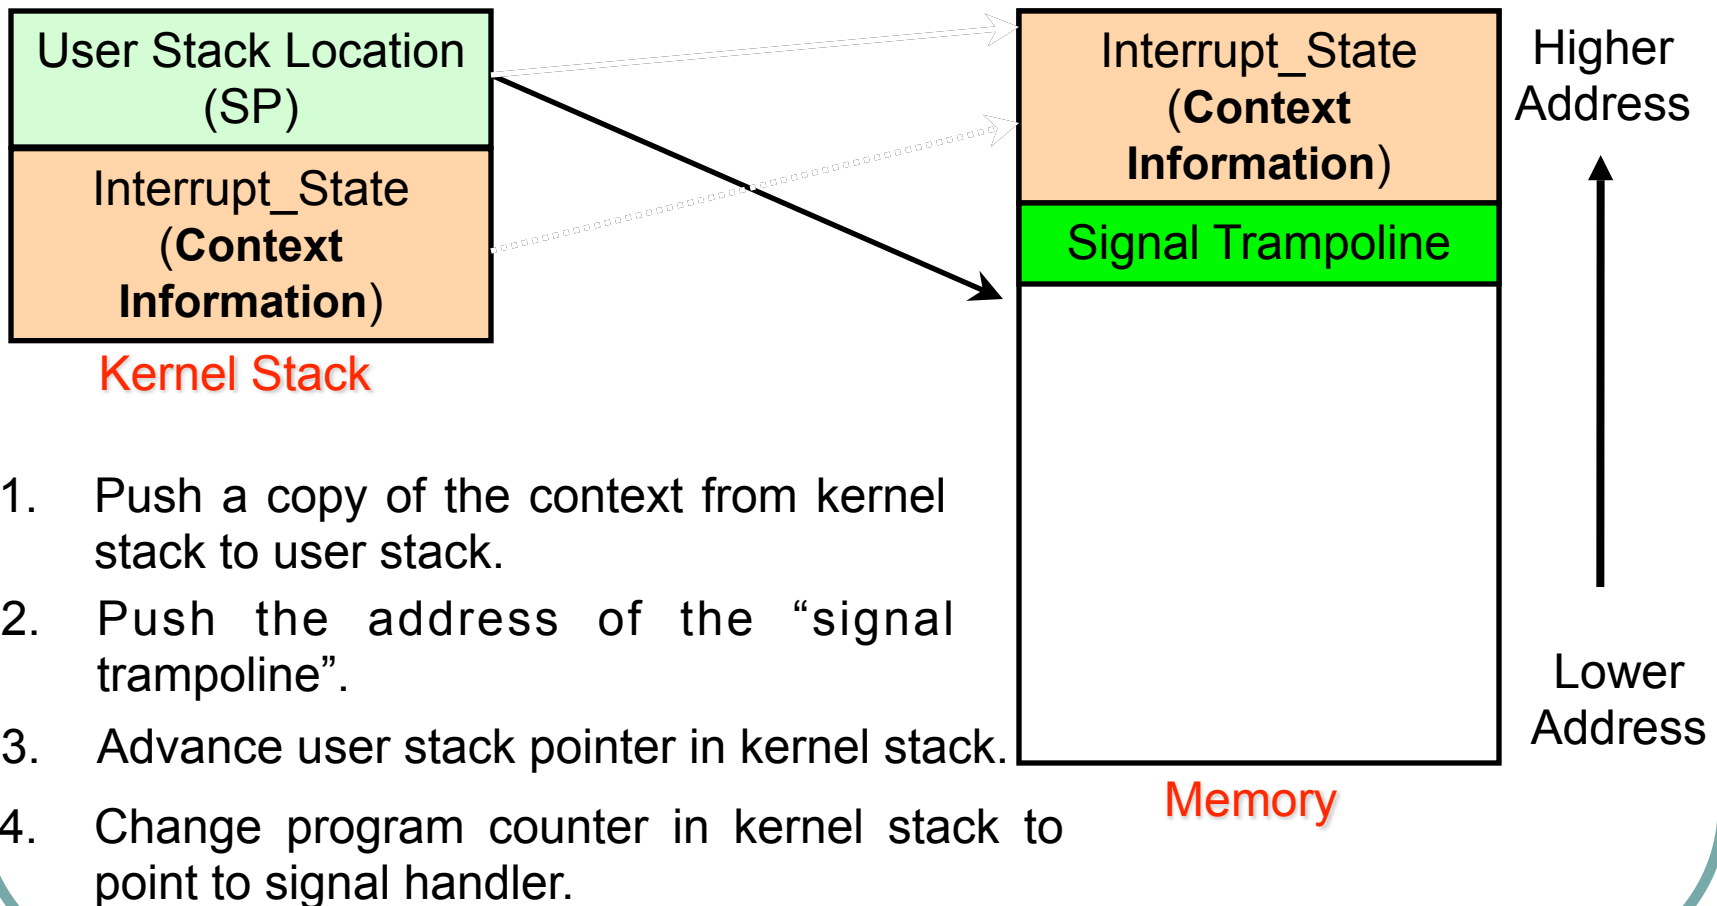 User Stack Location
(SP)
Interrupt_State
(Context
Information)
Kernel Stack
Interrupt_State
(Context
Information)
Signal Trampoline
Memory
Higher
Address
Lower
Address
1. Push a copy of the context from kernel
stack to user stack.
2. Push the address of the “signal
trampoline”.
3. Advance user stack pointer in kernel stack.
4. Change program counter in kernel stack to
point to signal handler.